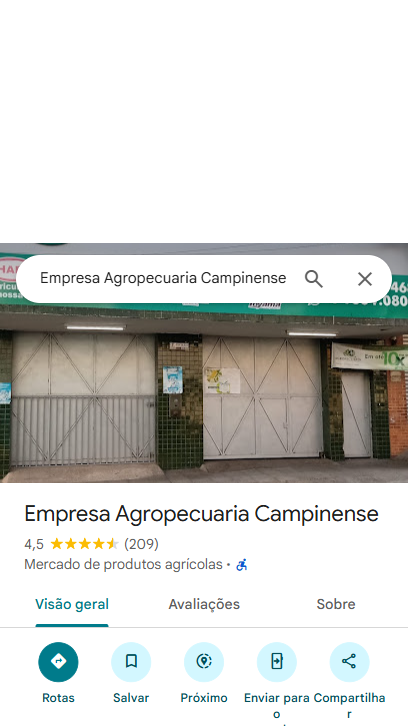 Empresa Agropecuaria Campinense
Empresa Agropecuaria Campinense
4,5 (209)
Mercado de produtos agrícolas •
Visão geral
Avaliações
Sobre
Rotas
Salvar
Próximo
Enviar para
o
Compartilha
r